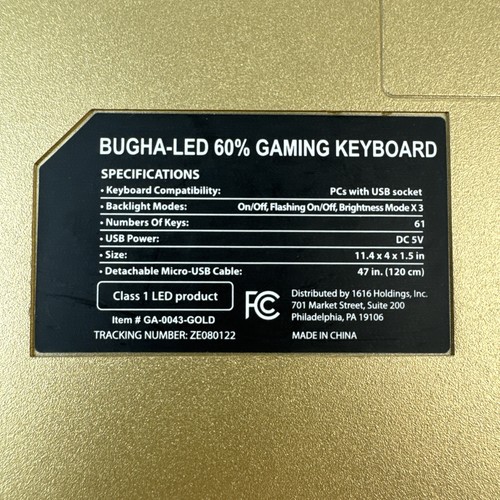 BUGHA-LED 60% GAMING KEYBOARD
SPECIFICATIONS
• Keyboard Compatibility: PCs with USB socket
• Backlight Modes: On/Off, Flashing On/Off, Brightness Mode X 3
• Numbers Of Keys: 61
• USB Power: DC 5V
• Size: 11.4 x 4 x 1.5 in
• Detachable Micro-USB Cable: 47 in. (120 cm)
Class 1 LED product
Item # GA-0043-GOLD
TRACKING NUMBER: ZE080122
FC
Distributed by 1616 Holdings, Inc.
701 Market Street, Suite 200
Philadelphia, PA 19106
MADE IN CHINA